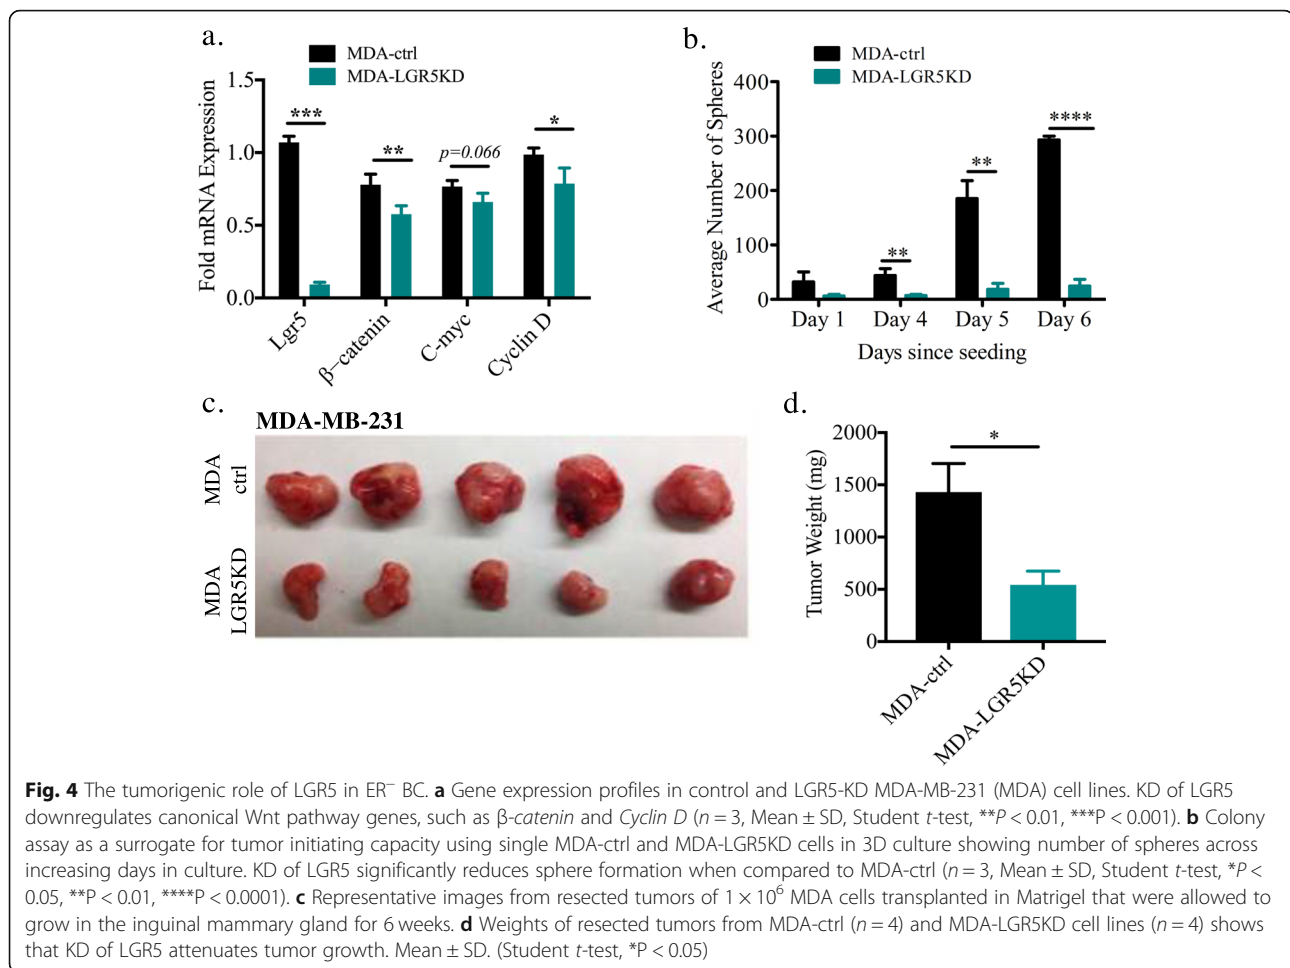 a.
MDA-ctrl
MDA-LGR5KD
Fold mRNA Expression
1.5
1.0
0.5
0.0
***
**
p=0.066
*
Lgr5
β–catenin
C-myc
Cyclin D
b.
MDA-ctrl
MDA-LGR5KD
Average Number of Spheres
400
300
200
100
0
**
**
****
Day 1
Day 4
Day 5
Day 6
Days since seeding
c.
MDA-MB-231
MDA
ctrl
MDA
LGR5KD
d.
Tumor Weight (mg)
2000
1500
1000
500
0
*
MDA-ctrl
MDA-LGR5KD
Fig. 4 The tumorigenic role of LGR5 in ER⁻ BC. a Gene expression profiles in control and LGR5-KD MDA-MB-231 (MDA) cell lines. KD of LGR5
downregulates canonical Wnt pathway genes, such as β-catenin and Cyclin D (n = 3, Mean ± SD, Student t-test, **P < 0.01, ***P < 0.001). b Colony
assay as a surrogate for tumor initiating capacity using single MDA-ctrl and MDA-LGR5KD cells in 3D culture showing number of spheres across
increasing days in culture. KD of LGR5 significantly reduces sphere formation when compared to MDA-ctrl (n = 3, Mean ± SD, Student t-test, *P <
0.05, **P < 0.01, ****P < 0.0001). c Representative images from resected tumors of 1 × 10⁶ MDA cells transplanted in Matrigel that were allowed to
grow in the inguinal mammary gland for 6 weeks. d Weights of resected tumors from MDA-ctrl (n = 4) and MDA-LGR5KD cell lines (n = 4) shows
that KD of LGR5 attenuates tumor growth. Mean ± SD. (Student t-test, *P < 0.05)